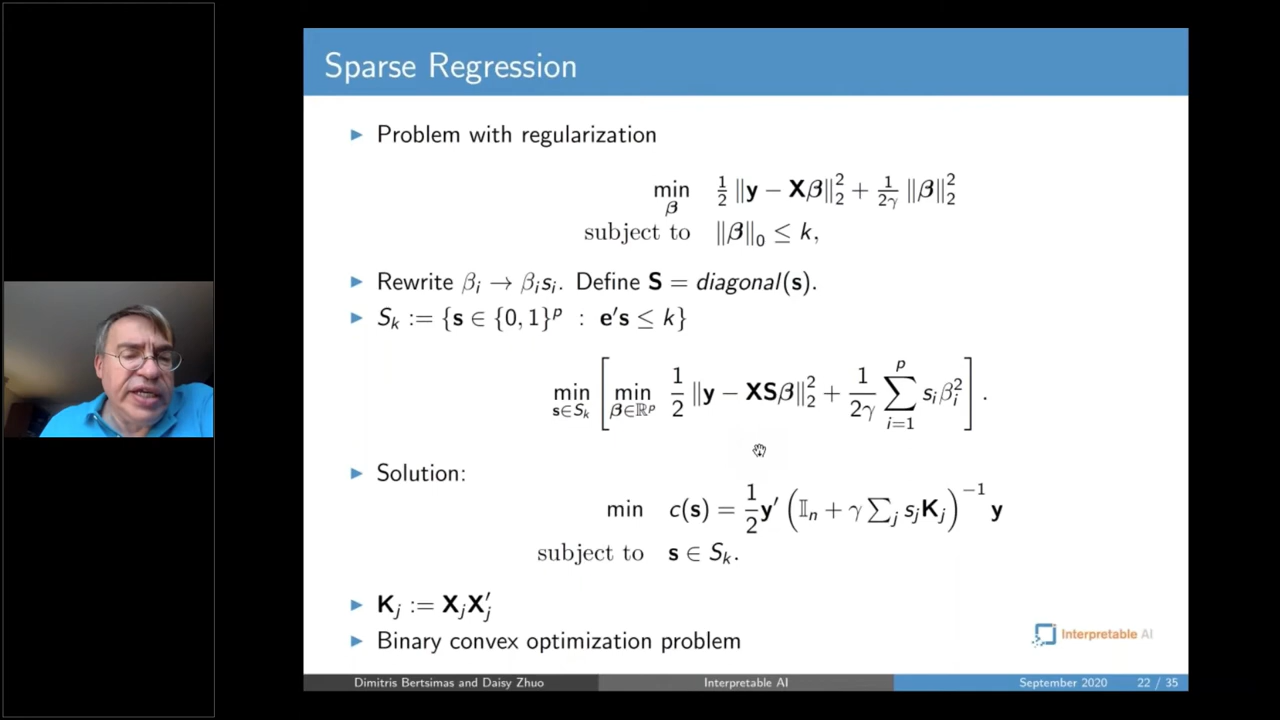 Sparse Regression
▶ Problem with regularization
min_β ½ ‖y − Xβ‖₂² + 1/(2γ) ‖β‖₂²
subject to ‖β‖₀ ≤ k,
▶ Rewrite βᵢ → βᵢsᵢ. Define S = diagonal(s).
▶ Sₖ := {s ∈ {0, 1}ᵖ : e′s ≤ k}
min_{s∈Sₖ} [ min_{β∈ℝᵖ} 1/2 ‖y − XSβ‖₂² + 1/(2γ) ∑_{i=1}^{p} sᵢβᵢ² ] .
▶ Solution:
min c(s) = 1/2 y′ (𝕀ₙ + γ ∑ⱼ sⱼKⱼ)⁻¹ y
subject to s ∈ Sₖ.
▶ Kⱼ := XⱼX′ⱼ
▶ Binary convex optimization problem
Interpretable AI
Dimitris Bertsimas and Daisy Zhuo Interpretable AI September 2020 22 / 35